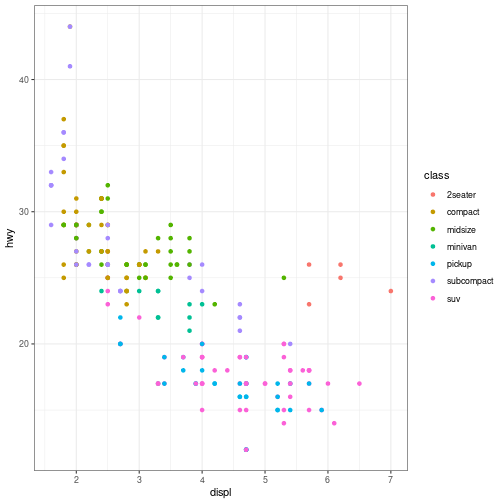 40
30
20
hwy
2 3 4 5 6 7
displ
class
2seater
compact
midsize
minivan
pickup
subcompact
suv